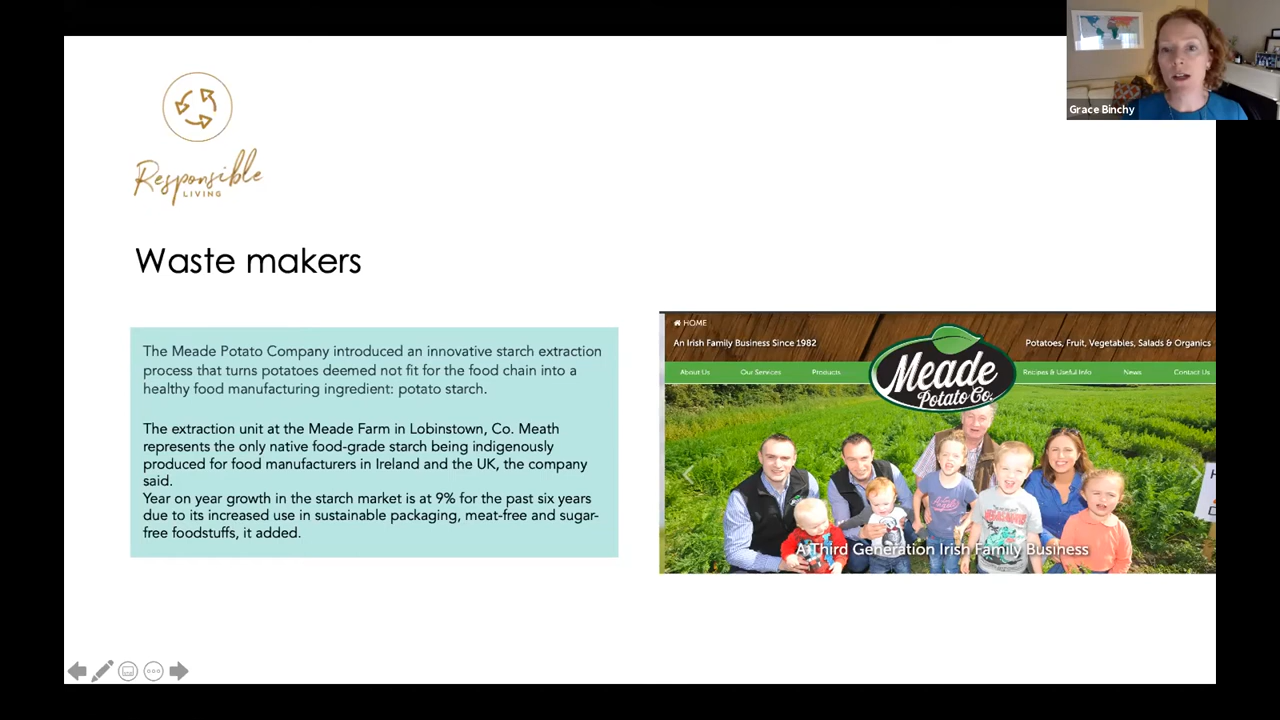 Grace Binchy
Responsible
LIVING
Waste makers
The Meade Potato Company introduced an innovative starch extraction
process that turns potatoes deemed not fit for the food chain into a
healthy food manufacturing ingredient: potato starch.
The extraction unit at the Meade Farm in Lobinstown, Co. Meath
represents the only native food-grade starch being indigenously
produced for food manufacturers in Ireland and the UK, the company
said.
Year on year growth in the starch market is at 9% for the past six years
due to its increased use in sustainable packaging, meat-free and sugar-
free foodstuffs, it added.
HOME
An Irish Family Business Since 1982
Potatoes, Fruit, Vegetables, Salads & Organics
About Us Our Services Products Recipes & Useful Info News Contact Us
Meade
Potato Co.
A Third Generation Irish Family Business